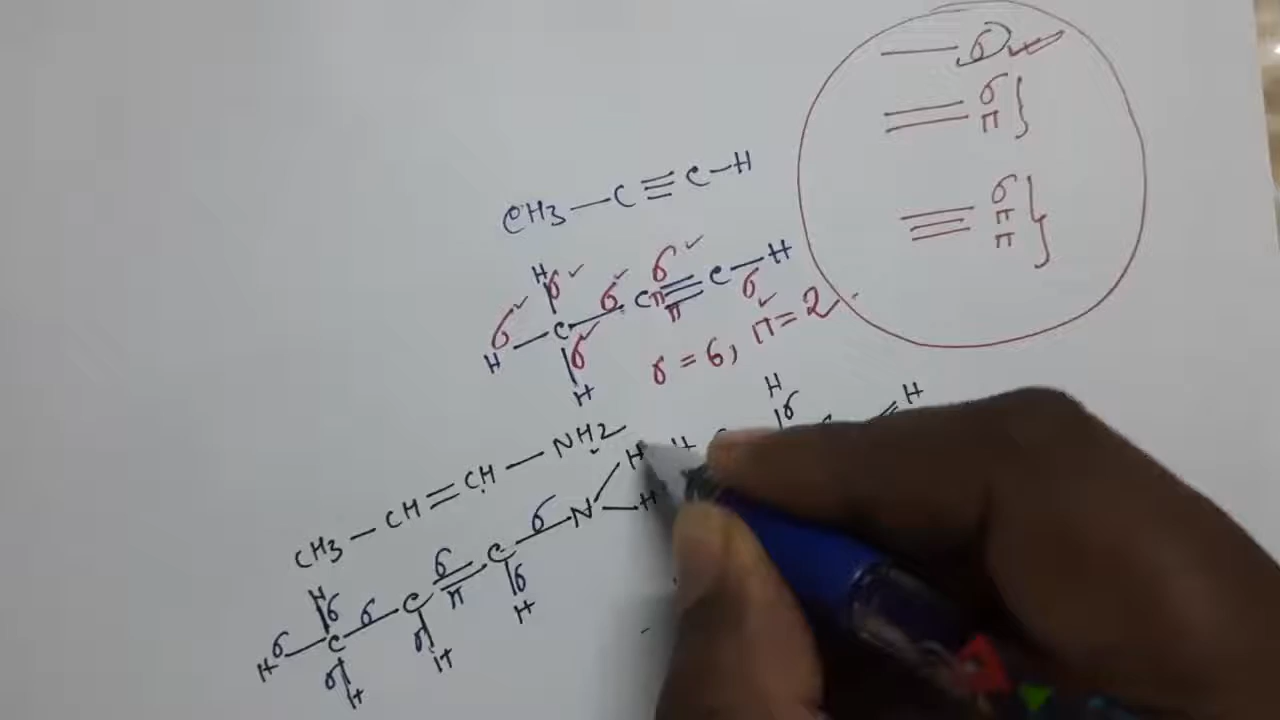 — σ
= σ π }
≡ σ π π }
CH3—C≡C—H
H
σ σ σ σ
H—C—C≡C—H
σ π π σ
H
σ = 6, π = 2
CH3—CH=CH—NH2
H H
σ σ σ σ σ
H—C—C=C—N—H
σ σ π σ
H H H
H
σ
H